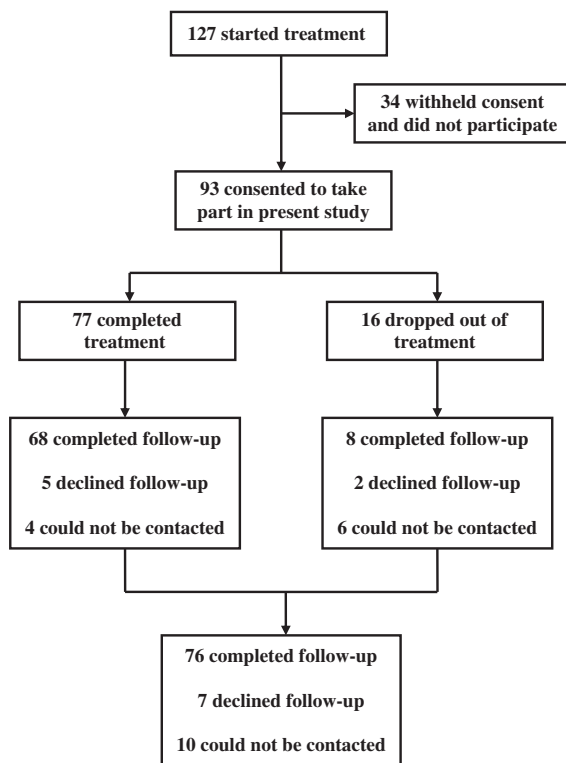 127 started treatment
34 withheld consent
and did not participate
93 consented to take
part in present study
77 completed
treatment
16 dropped out of
treatment
68 completed follow-up
5 declined follow-up
4 could not be contacted
8 completed follow-up
2 declined follow-up
6 could not be contacted
76 completed follow-up
7 declined follow-up
10 could not be contacted